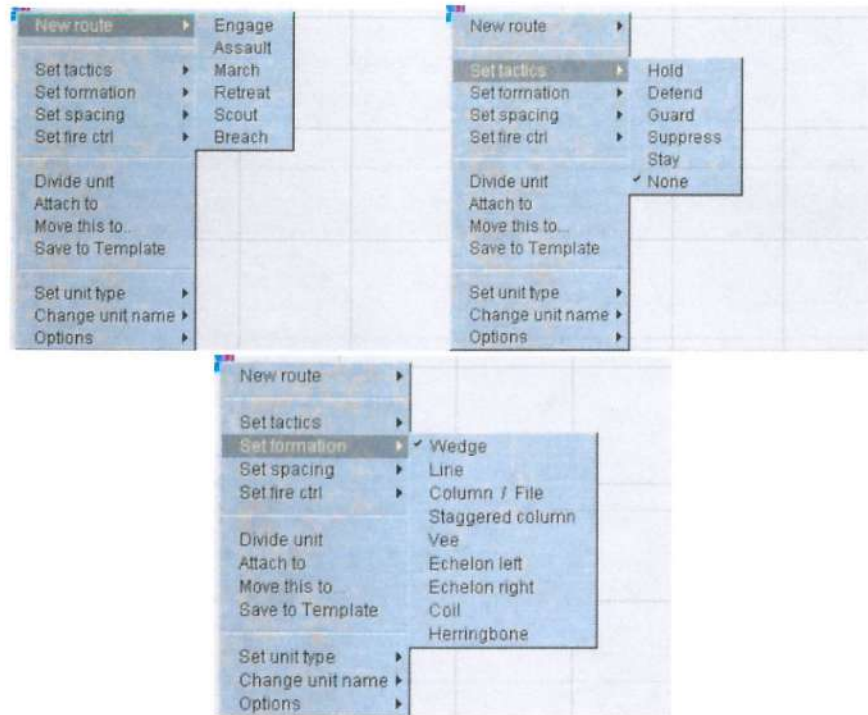 New route
Set tactics
Set formation
Set spacing
Set fire ctrl
Divide unit
Attach to
Move this to..
Save to Template
Set unit type
Change unit name
Options
Engage
Assault
March
Retreat
Scout
Breach
New route
Set tactics
Set formation
Set spacing
Set fire ctrl
Divide unit
Attach to
Move this to...
Save to Template
Set unit type
Change unit name
Options
Hold
Defend
Guard
Suppress
Stay
None
New route
Set tactics
Set formation
Set spacing
Set fire ctrl
Divide unit
Attach to
Move this to...
Save to Template
Set unit type
Change unit name
Options
Wedge
Line
Column / File
Staggered column
Vee
Echelon left
Echelon right
Coil
Herringbone